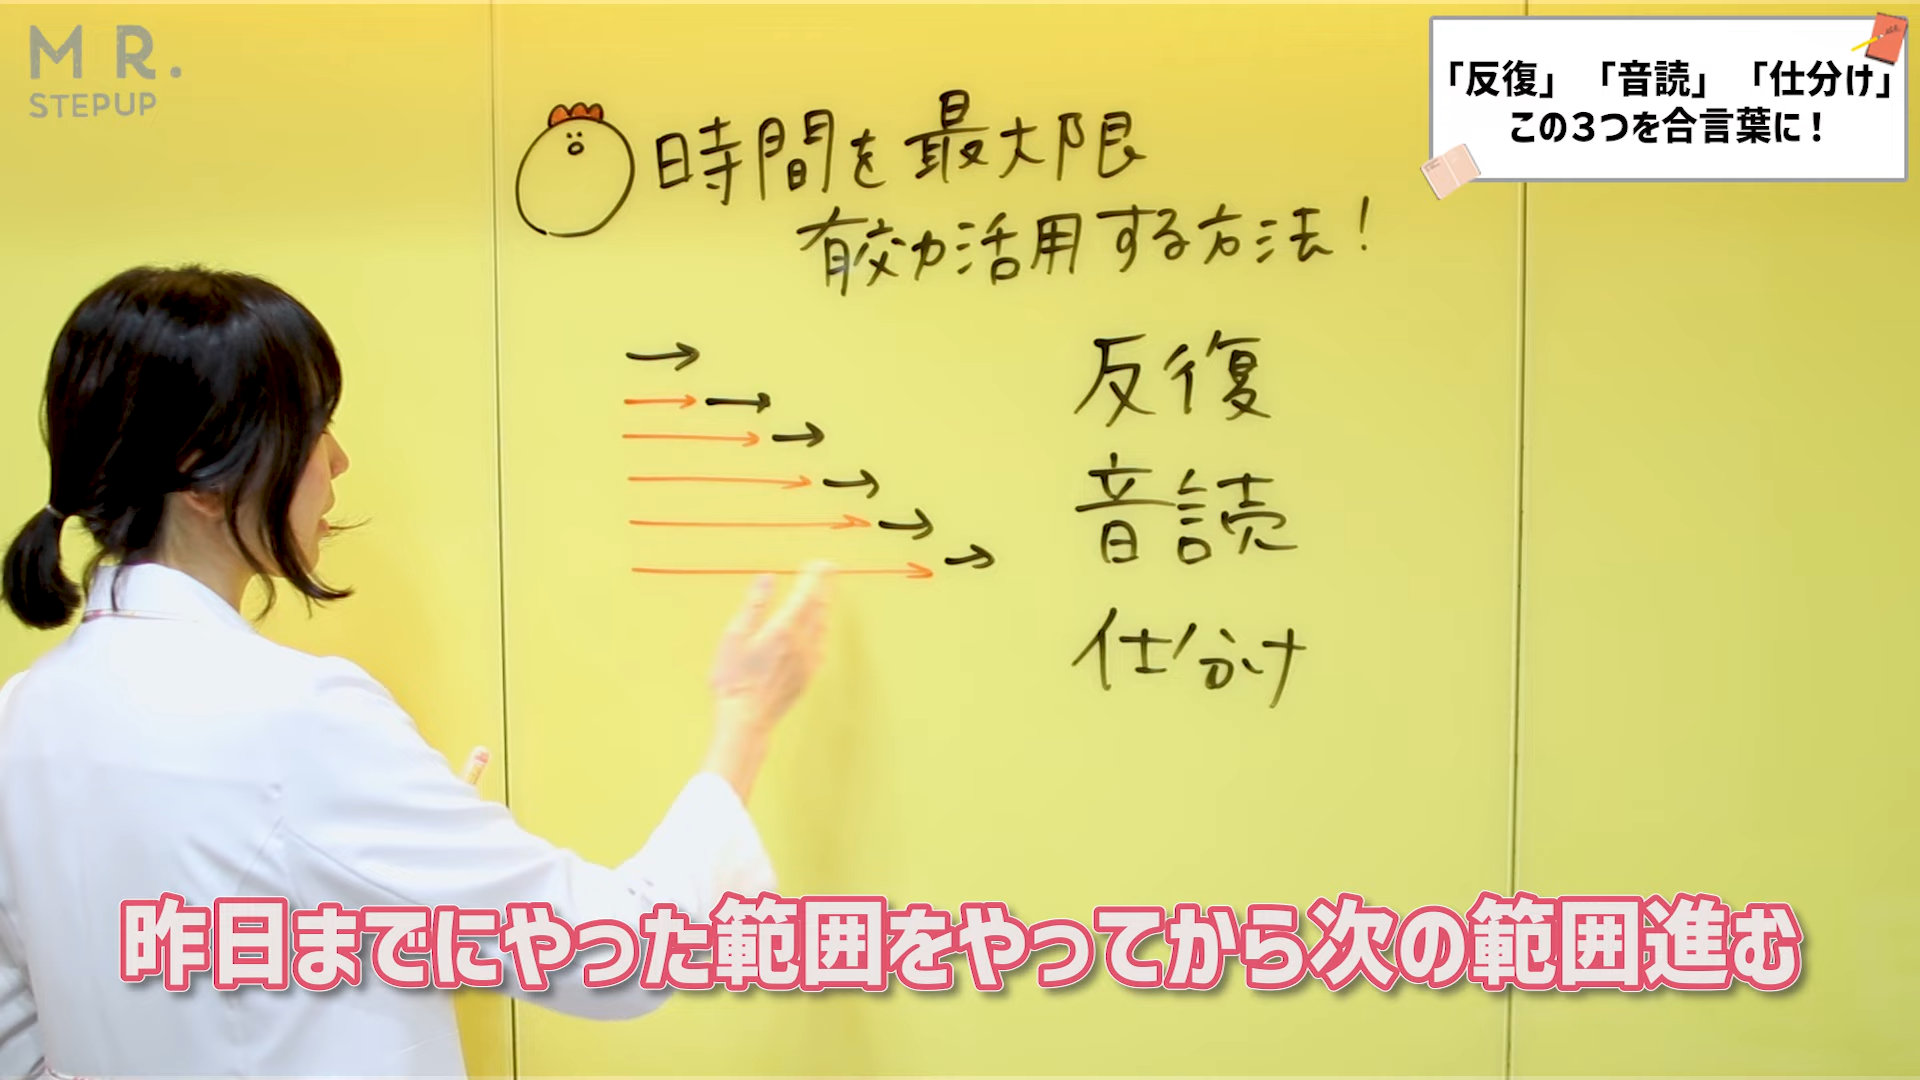 MR.
STEPUP
「反復」「音読」「仕分け」
この3つを合言葉に！
時間を最大限
有効活用する方法！
反復
音読
仕分け
昨日までにやった範囲をやってから次の範囲進む